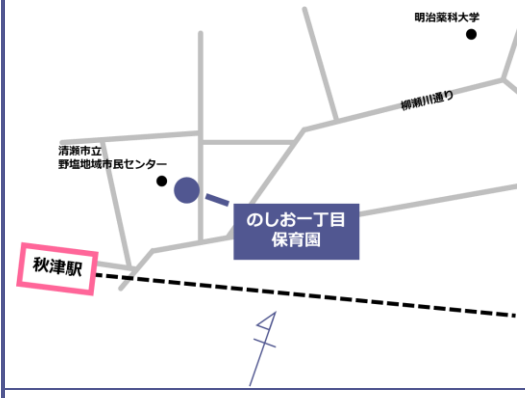 明治薬科大学
柳瀬川通り
清瀬市立
野塩地域市民センター
のしお一丁目
保育園
秋津駅